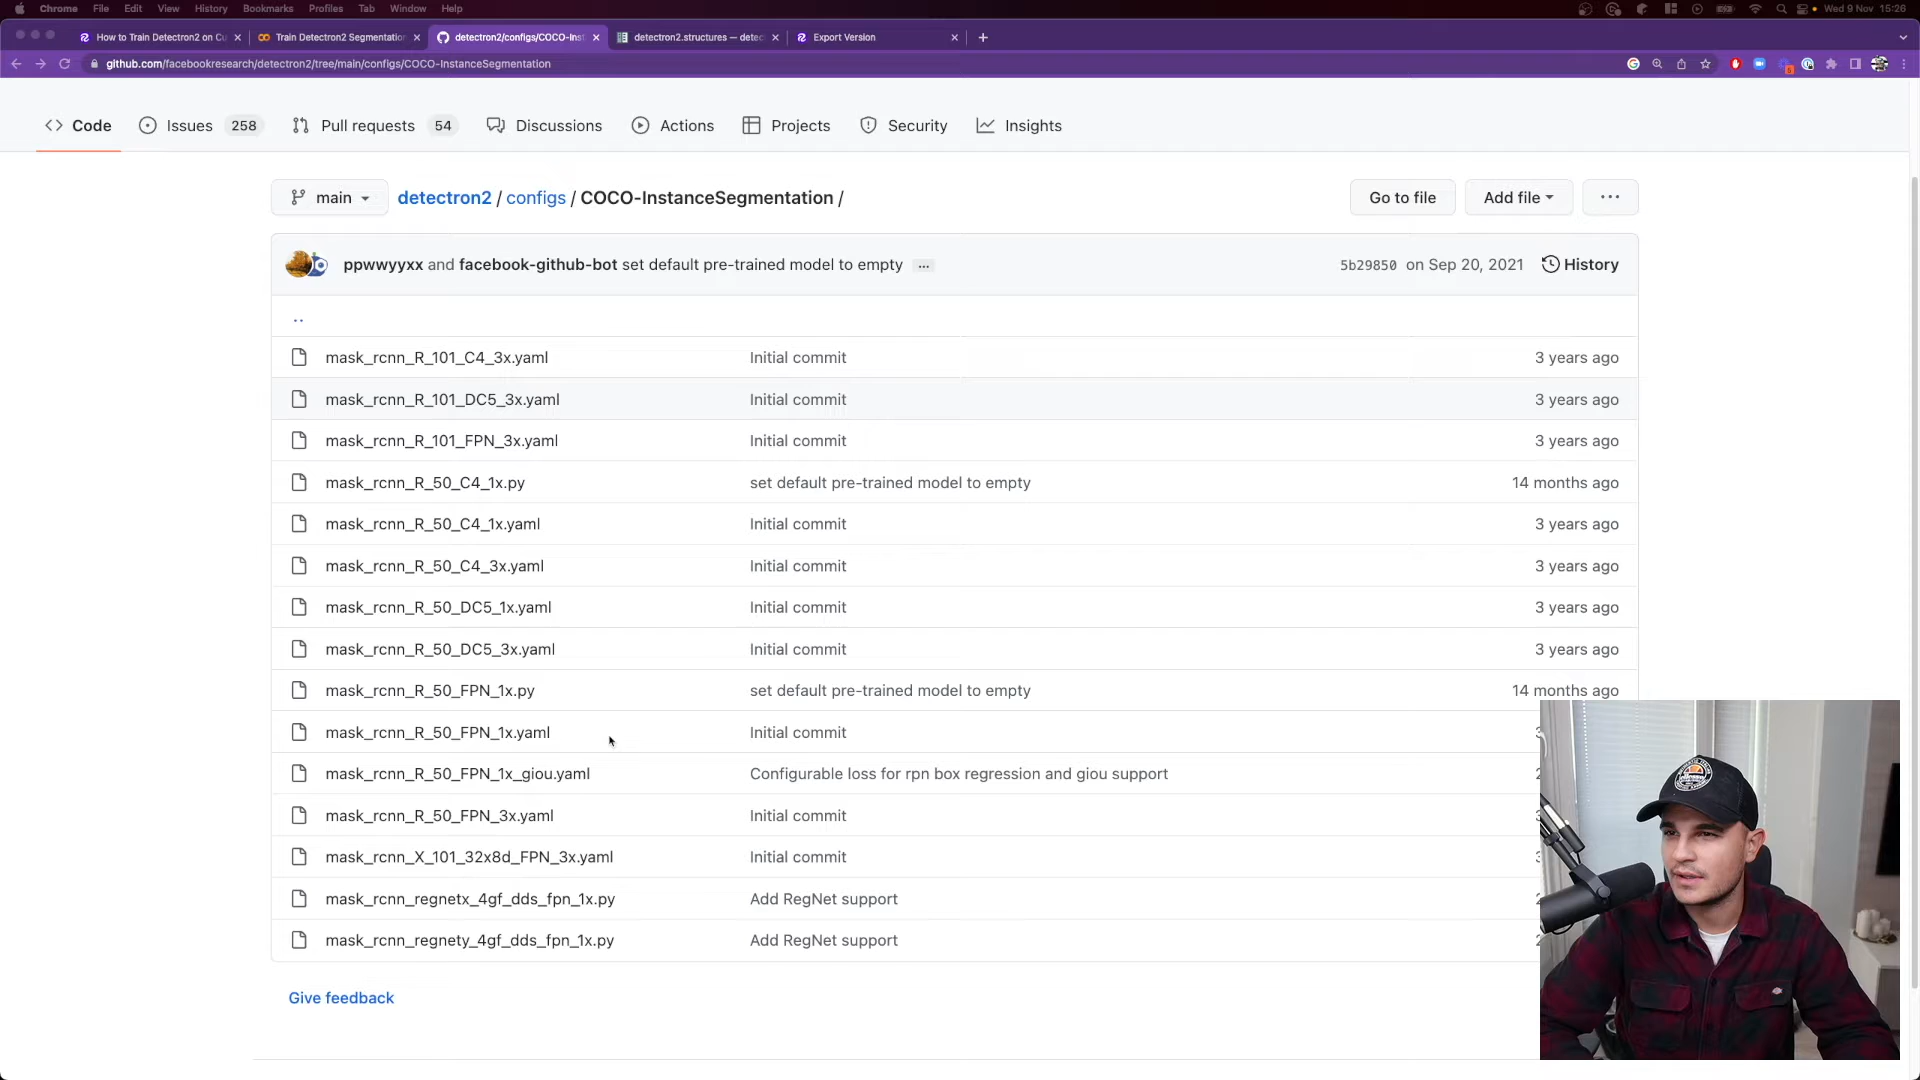 Chrome File Edit View History Bookmarks Profiles Tab Window Help Wed 9 Nov 15:26
How to Train Detectron2 on Cu Train Detectron2 Segmentation detectron2/configs/COCO-Inst detectron2.structures — detec Export Version
github.com/facebookresearch/detectron2/tree/main/configs/COCO-InstanceSegmentation
Code Issues 258 Pull requests 54 Discussions Actions Projects Security Insights
main detectron2 / configs / COCO-InstanceSegmentation / Go to file Add file ...
ppwwyyxx and facebook-github-bot set default pre-trained model to empty ... 5b29850 on Sep 20, 2021 History
..
mask_rcnn_R_101_C4_3x.yaml Initial commit 3 years ago
mask_rcnn_R_101_DC5_3x.yaml Initial commit 3 years ago
mask_rcnn_R_101_FPN_3x.yaml Initial commit 3 years ago
mask_rcnn_R_50_C4_1x.py set default pre-trained model to empty 14 months ago
mask_rcnn_R_50_C4_1x.yaml Initial commit 3 years ago
mask_rcnn_R_50_C4_3x.yaml Initial commit 3 years ago
mask_rcnn_R_50_DC5_1x.yaml Initial commit 3 years ago
mask_rcnn_R_50_DC5_3x.yaml Initial commit 3 years ago
mask_rcnn_R_50_FPN_1x.py set default pre-trained model to empty 14 months ago
mask_rcnn_R_50_FPN_1x.yaml Initial commit
mask_rcnn_R_50_FPN_1x_giou.yaml Configurable loss for rpn box regression and giou support
mask_rcnn_R_50_FPN_3x.yaml Initial commit
mask_rcnn_X_101_32x8d_FPN_3x.yaml Initial commit
mask_rcnn_regnetx_4gf_dds_fpn_1x.py Add RegNet support
mask_rcnn_regnety_4gf_dds_fpn_1x.py Add RegNet support
Give feedback